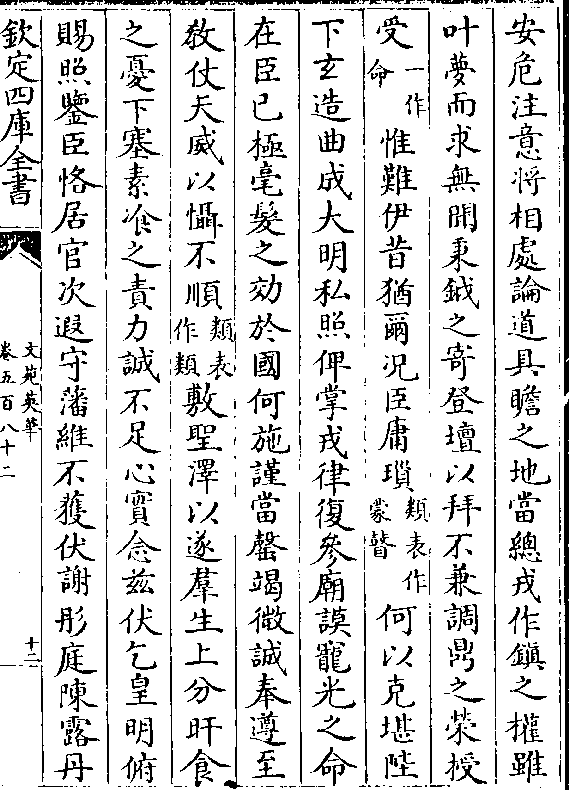 安危注意將相處論道具瞻之地當總戎作鎭之權雖
叶夢而求無聞秉鉞之寄登壇以拜不兼調鼎之榮授
受一作命惟難伊昔猶爾况臣庸瑣類表作蒙瞽何以克堪陛
下玄造曲成大明私照俾掌戎律復參廟謨寵光之命
在臣已極毫髮之効於國何施謹當罄竭微誠奉遵至
敎仗天威以懾不順類表作類敷聖澤以遂羣生上分旰食
之憂下塞素飡之責力誠不足心實念兹伏乞皇明俯
賜照鑒臣恪居官次遐守藩維不獲伏謝彤庭陳露丹
欽定四庫全書
文苑英華
卷五百八十二
十二